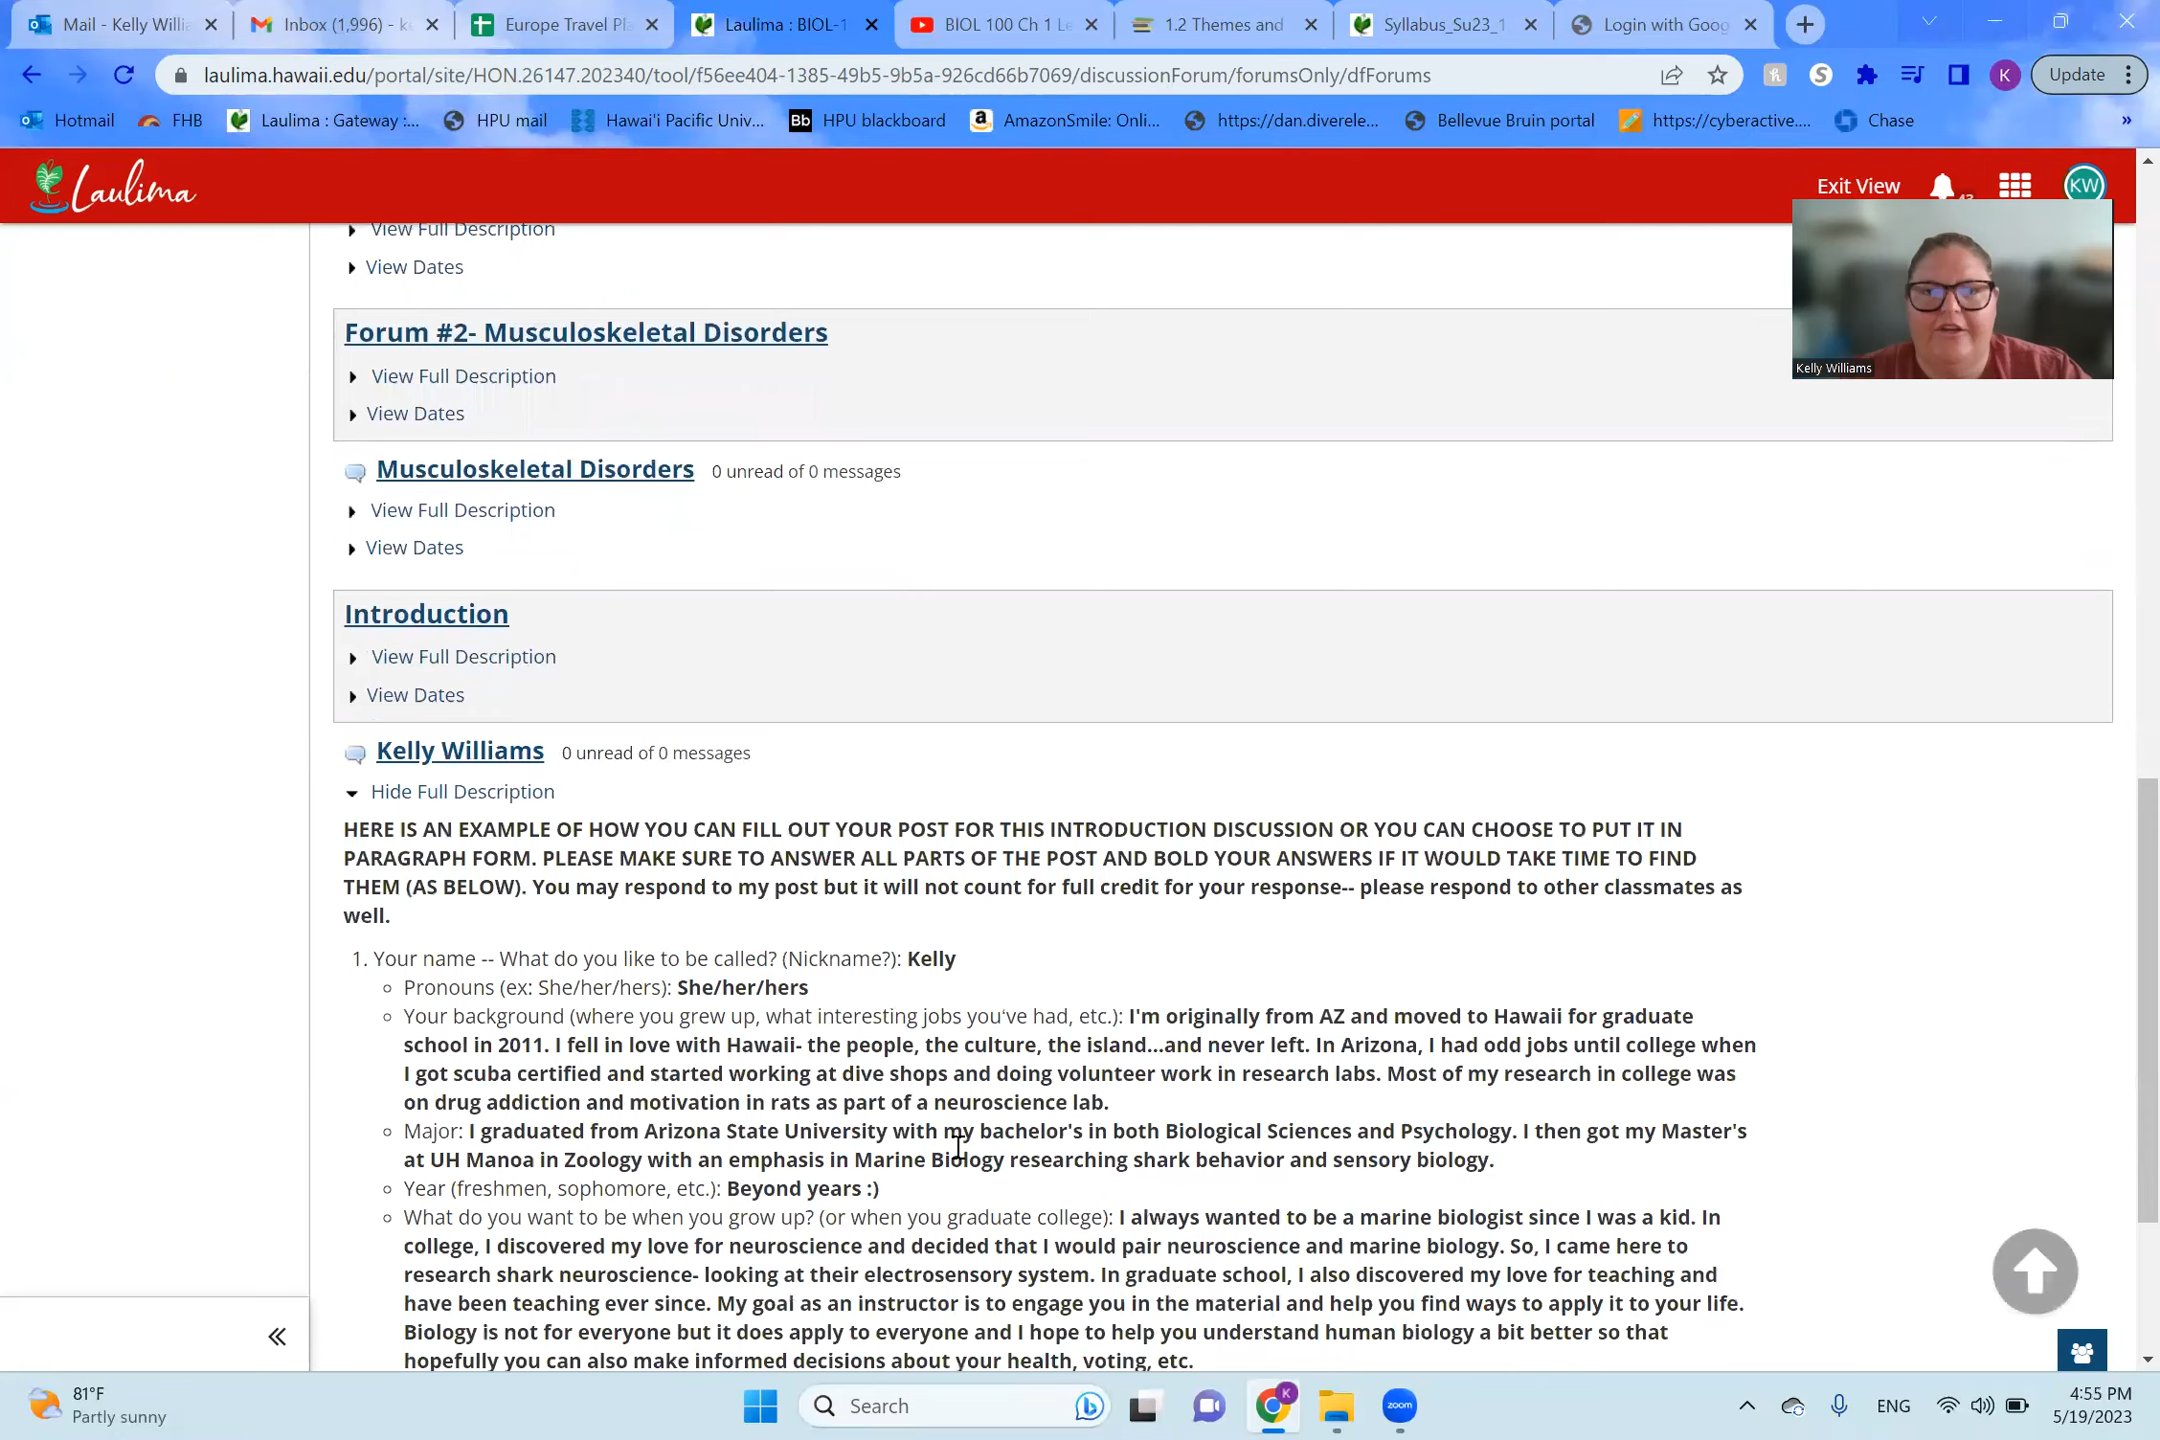 Mail - Kelly Willia
Inbox (1,996) - ke
Europe Travel Pla
Laulima : BIOL-1
BIOL 100 Ch 1 Le
1.2 Themes and
Syllabus_Su23_1
Login with Goog
laulima.hawaii.edu/portal/site/HON.26147.202340/tool/f56ee404-1385-49b5-9b5a-926cd66b7069/discussionForum/forumsOnly/dfForums
K
Update
Hotmail
FHB
Laulima : Gateway :...
HPU mail
Hawai'i Pacific Univ...
Bb HPU blackboard
AmazonSmile: Onli...
https://dan.diverele...
Bellevue Bruin portal
https://cyberactive....
Chase
»
Laulima
Exit View
KW
View Full Description
View Dates
Kelly Williams
Forum #2- Musculoskeletal Disorders
View Full Description
View Dates
Musculoskeletal Disorders 0 unread of 0 messages
View Full Description
View Dates
Introduction
View Full Description
View Dates
Kelly Williams 0 unread of 0 messages
Hide Full Description
HERE IS AN EXAMPLE OF HOW YOU CAN FILL OUT YOUR POST FOR THIS INTRODUCTION DISCUSSION OR YOU CAN CHOOSE TO PUT IT IN
PARAGRAPH FORM. PLEASE MAKE SURE TO ANSWER ALL PARTS OF THE POST AND BOLD YOUR ANSWERS IF IT WOULD TAKE TIME TO FIND
THEM (AS BELOW). You may respond to my post but it will not count for full credit for your response-- please respond to other classmates as
well.
1. Your name -- What do you like to be called? (Nickname?): Kelly
Pronouns (ex: She/her/hers): She/her/hers
Your background (where you grew up, what interesting jobs you've had, etc.): I'm originally from AZ and moved to Hawaii for graduate
school in 2011. I fell in love with Hawaii- the people, the culture, the island...and never left. In Arizona, I had odd jobs until college when
I got scuba certified and started working at dive shops and doing volunteer work in research labs. Most of my research in college was
on drug addiction and motivation in rats as part of a neuroscience lab.
Major: I graduated from Arizona State University with my bachelor's in both Biological Sciences and Psychology. I then got my Master's
at UH Manoa in Zoology with an emphasis in Marine Biology researching shark behavior and sensory biology.
Year (freshmen, sophomore, etc.): Beyond years :)
What do you want to be when you grow up? (or when you graduate college): I always wanted to be a marine biologist since I was a kid. In
college, I discovered my love for neuroscience and decided that I would pair neuroscience and marine biology. So, I came here to
research shark neuroscience- looking at their electrosensory system. In graduate school, I also discovered my love for teaching and
have been teaching ever since. My goal as an instructor is to engage you in the material and help you find ways to apply it to your life.
Biology is not for everyone but it does apply to everyone and I hope to help you understand human biology a bit better so that
hopefully you can also make informed decisions about your health, voting, etc.
81°F
Partly sunny
Search
K
zoom
ENG
4:55 PM
5/19/2023